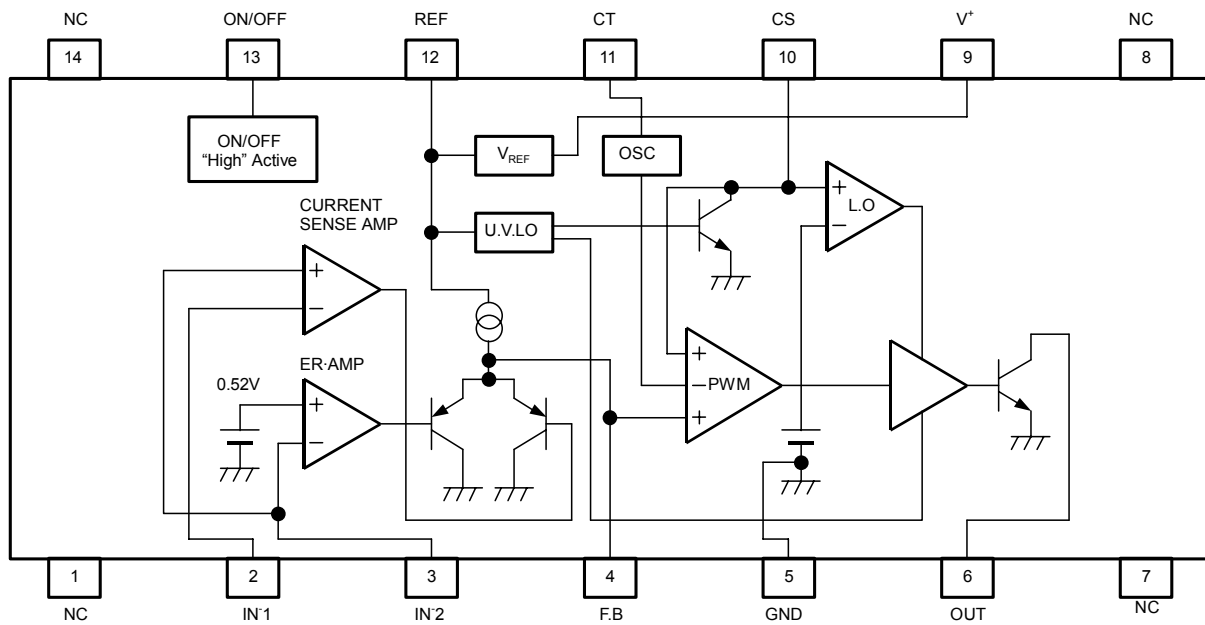 NC ON/OFF REF CT CS V⁺ NC
14 13 12 11 10 9 8
ON/OFF
“High” Active
V_REF
OSC
CURRENT
SENSE AMP
U.V.LO
+
−
L.O
+
−
ER·AMP
0.52V
+
−
+
− PWM
+
1 2 3 4 5 6 7
NC IN⁻1 IN⁻2 F.B GND OUT NC